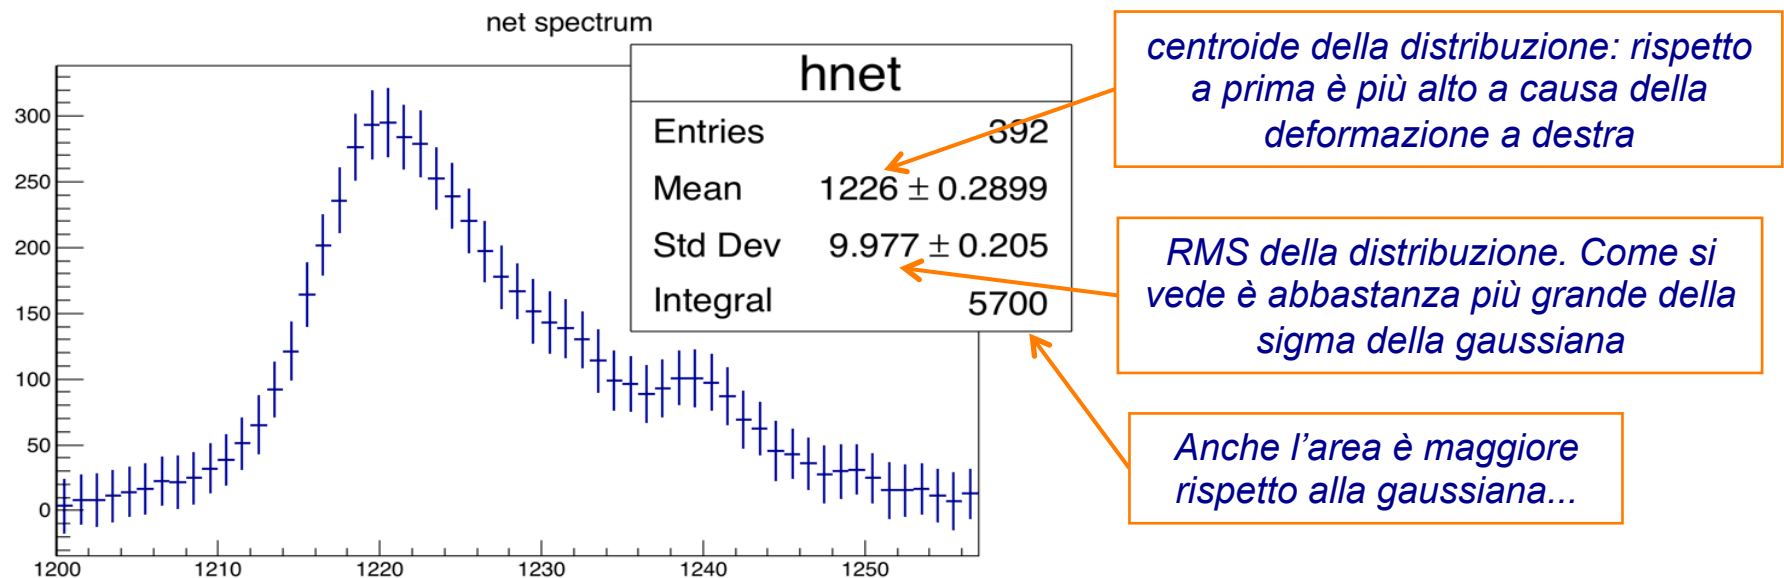 net spectrum
hnet
Entries 392
Mean 1226 ± 0.2899
Std Dev 9.977 ± 0.205
Integral 5700
300
250
200
150
100
50
0
1200 1210 1220 1230 1240 1250
centroide della distribuzione: rispetto
a prima è più alto a causa della
deformazione a destra
RMS della distribuzione. Come si
vede è abbastanza più grande della
sigma della gaussiana
Anche l’area è maggiore
rispetto alla gaussiana...